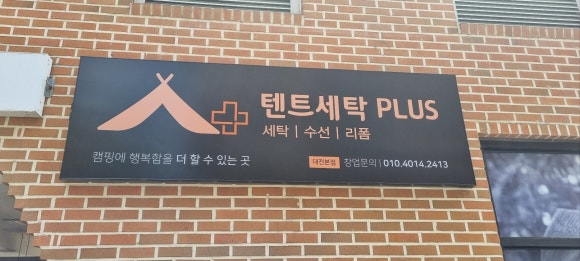 텐트세탁 PLUS
세탁 | 수선 | 리폼
캠핑에 행복함을 더 할 수 있는 곳
대전본점 창업문의 | 010.4014.2413